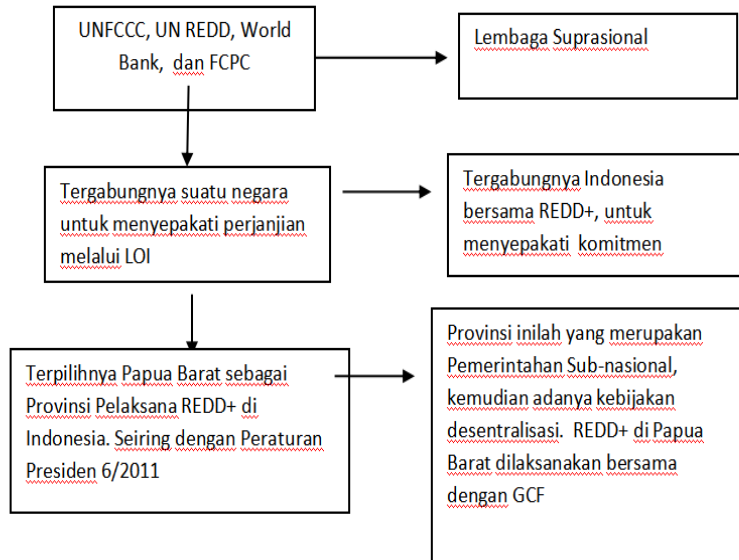 UNFCCC, UN REDD, World
Bank, dan FCPC
Lembaga Suprasional
Tergabungnya suatu negara
untuk menyepakati perjanjian
melalui LOI
Tergabungnya Indonesia
bersama REDD+, untuk
menyepakati komitmen
Terpilihnya Papua Barat sebagai
Provinsi Pelaksana REDD+ di
Indonesia. Seiring dengan Peraturan
Presiden 6/2011
Provinsi inilah yang merupakan
Pemerintahan Sub-nasional,
kemudian adanya kebijakan
desentralisasi. REDD+ di Papua
Barat dilaksanakan bersama
dengan GCF